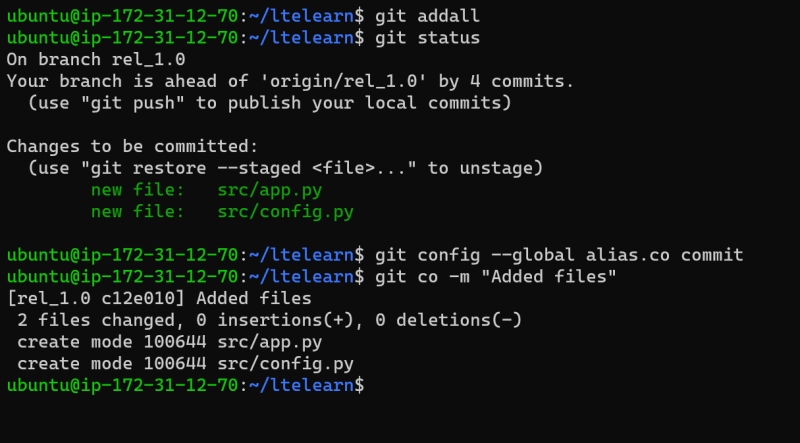 ubuntu@ip-172-31-12-70:~/ltelearn$ git addall
ubuntu@ip-172-31-12-70:~/ltelearn$ git status
On branch rel_1.0
Your branch is ahead of 'origin/rel_1.0' by 4 commits.
  (use "git push" to publish your local commits)

Changes to be committed:
  (use "git restore --staged <file>..." to unstage)
        new file:   src/app.py
        new file:   src/config.py

ubuntu@ip-172-31-12-70:~/ltelearn$ git config --global alias.co commit
ubuntu@ip-172-31-12-70:~/ltelearn$ git co -m "Added files"
[rel_1.0 c12e010] Added files
 2 files changed, 0 insertions(+), 0 deletions(-)
 create mode 100644 src/app.py
 create mode 100644 src/config.py
ubuntu@ip-172-31-12-70:~/ltelearn$